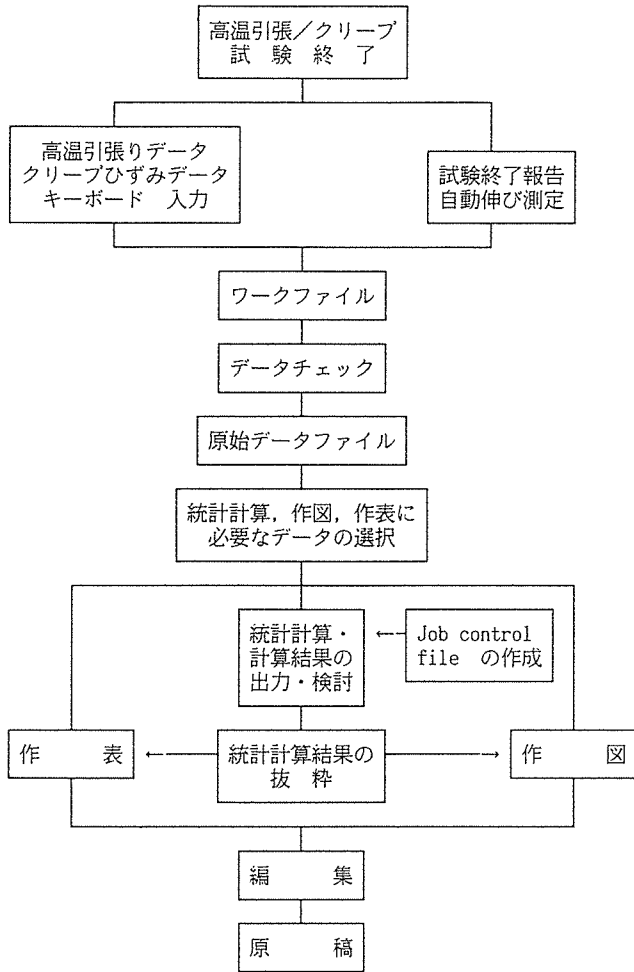 高温引張/クリープ
試験終了
高温引張りデータ
クリープひずみデータ
キーボード 入力
試験終了報告
自動伸び測定
ワークファイル
データチェック
原始データファイル
統計計算,作図,作表に
必要なデータの選択
統計計算・
計算結果の
出力・検討
Job control
file の作成
作表
統計計算結果の
抜粋
作図
編集
原稿